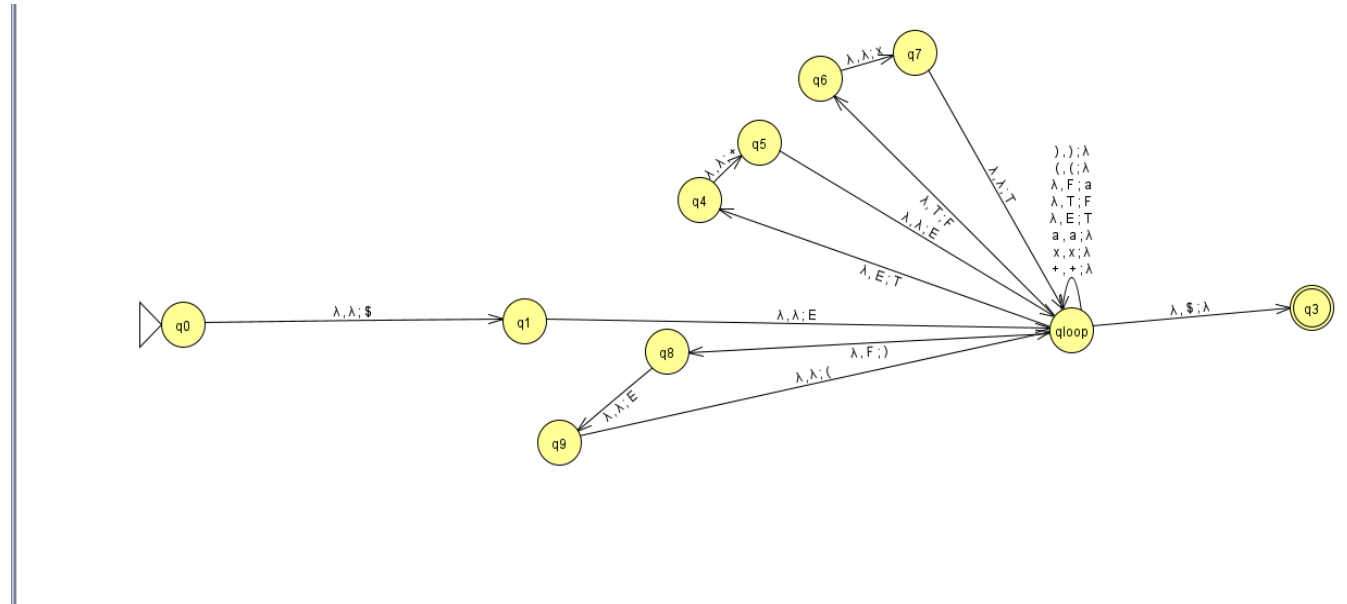 q7
λ , λ ; x
q6
q5
λ , λ ; +
q4
) , ) ; λ
( , ( ; λ
λ , F ; a
λ , T ; F
λ , E ; T
a , a ; λ
x , x ; λ
+ , + ; λ
λ , λ ; T
λ , T ; F
λ , λ ; E
λ , E ; T
q0
λ , λ ; $
q1
λ , λ ; E
qloop
λ , $ ; λ
q3
q8
λ , F ; )
λ , λ ; (
λ , λ ; E
q9